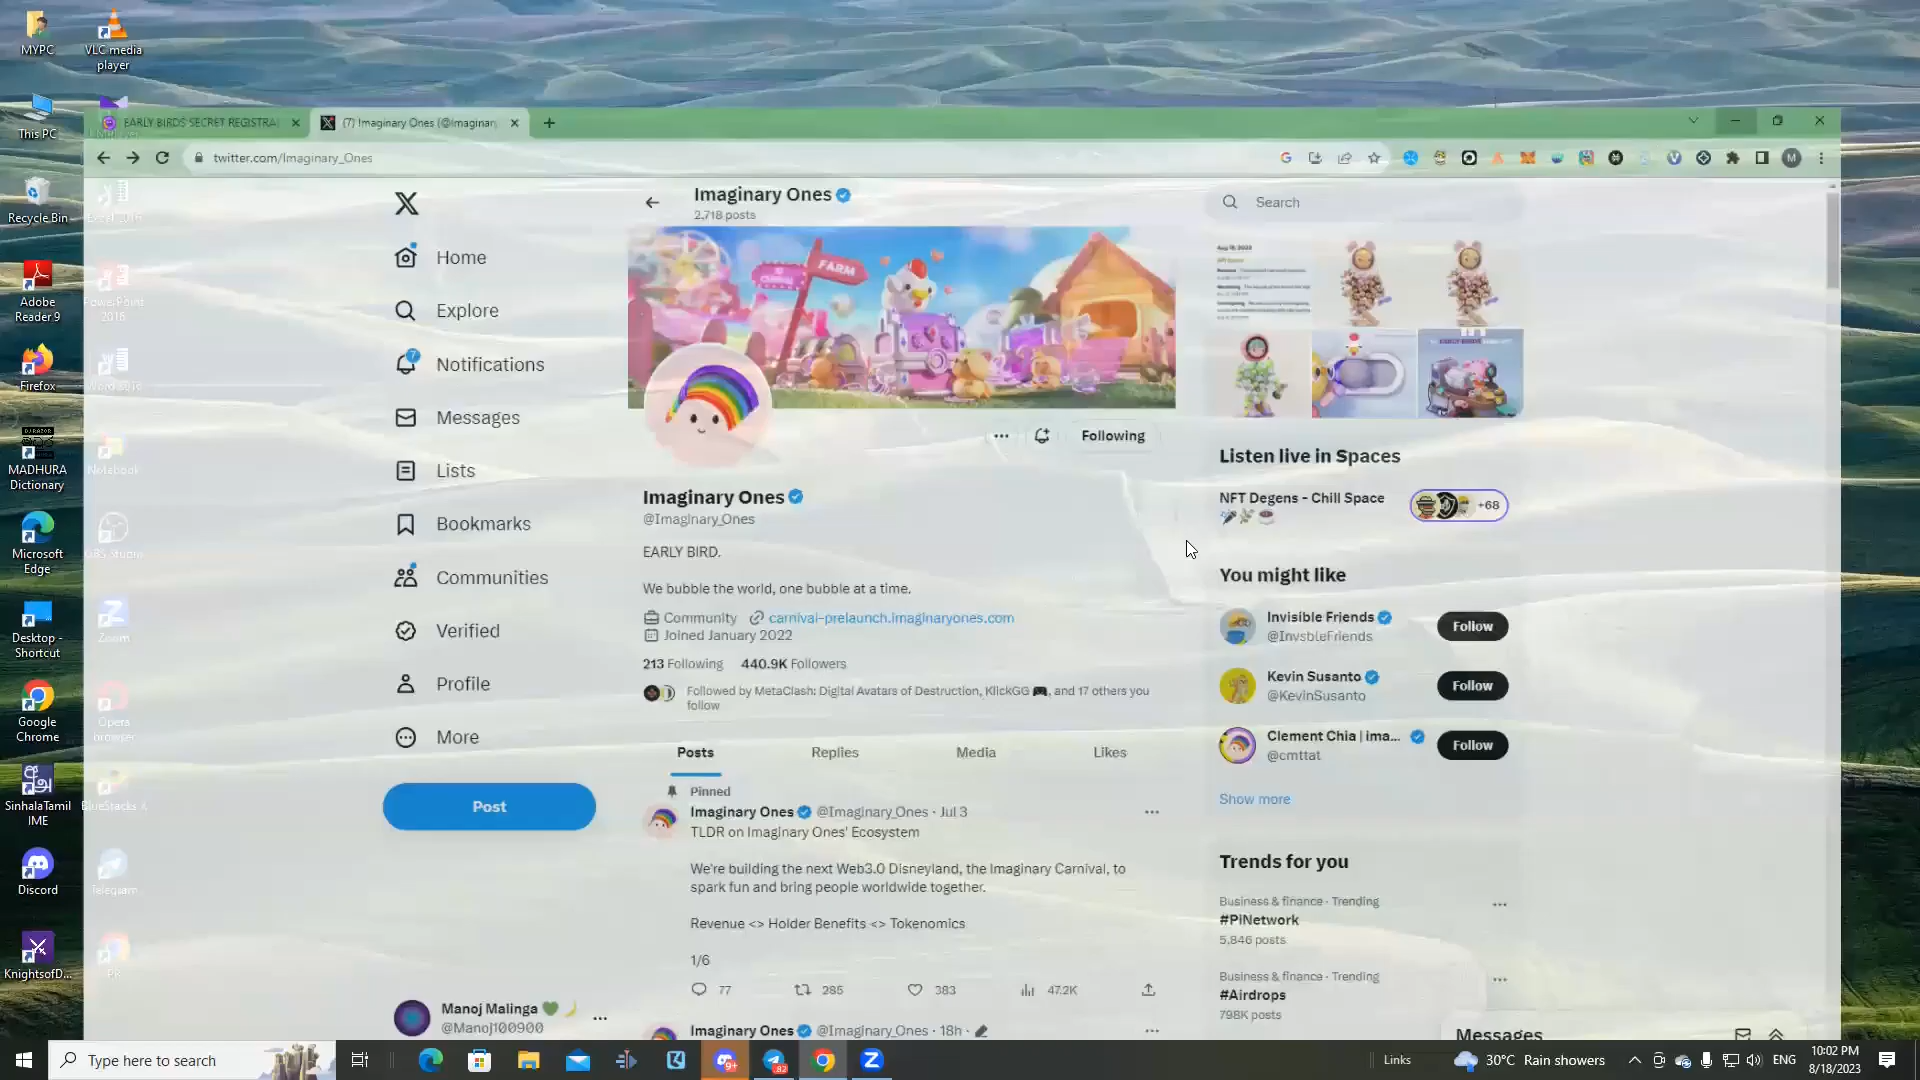 MYPC
VLC media
player
This PC
Recycle Bin
Excel 2016
Adobe
Reader 9
PowerPoint
2016
Firefox
Word 2016
MADHURA
Dictionary
Notebook
Microsoft
Edge
OBS Studio
Desktop -
Shortcut
Zoom
Google
Chrome
Opera
browser
SinhalaTamil
IME
BlueStacks X
Discord
Telegram
KnightsofD...
PR
EARLY BIRDS SECRET REGISTRA
(7) Imaginary Ones (@Imaginar
twitter.com/Imaginary_Ones
G
M
X
Home
Explore
7
Notifications
Messages
Lists
Bookmarks
Communities
Verified
Profile
More
Post
Manoj Malinga
@Manoj100900
Imaginary Ones
2,718 posts
CARNIVAL
FARM
Following
Imaginary Ones
@Imaginary_Ones
EARLY BIRD.
We bubble the world, one bubble at a time.
Community carnival-prelaunch.imaginaryones.com
Joined January 2022
213 Following 440.9K Followers
Followed by MetaClash: Digital Avatars of Destruction, KlickGG, and 17 others you
follow
Posts Replies Media Likes
Pinned
Imaginary Ones @Imaginary_Ones · Jul 3
TLDR on Imaginary Ones' Ecosystem
We're building the next Web3.0 Disneyland, the Imaginary Carnival, to
spark fun and bring people worldwide together.
Revenue <> Holder Benefits <> Tokenomics
1/6
77 285 383 47.2K
Imaginary Ones @Imaginary_Ones · 18h
Search
Listen live in Spaces
NFT Degens - Chill Space
+68
You might like
Invisible Friends
@InvsbleFriends
Follow
Kevin Susanto
@KevinSusanto
Follow
Clement Chia | ima...
@cmttat
Follow
Show more
Trends for you
Business & finance · Trending
#PiNetwork
5,846 posts
Business & finance · Trending
#Airdrops
798K posts
Messages
Type here to search
9+
82
Links
30°C Rain showers
ENG
10:02 PM
8/18/2023